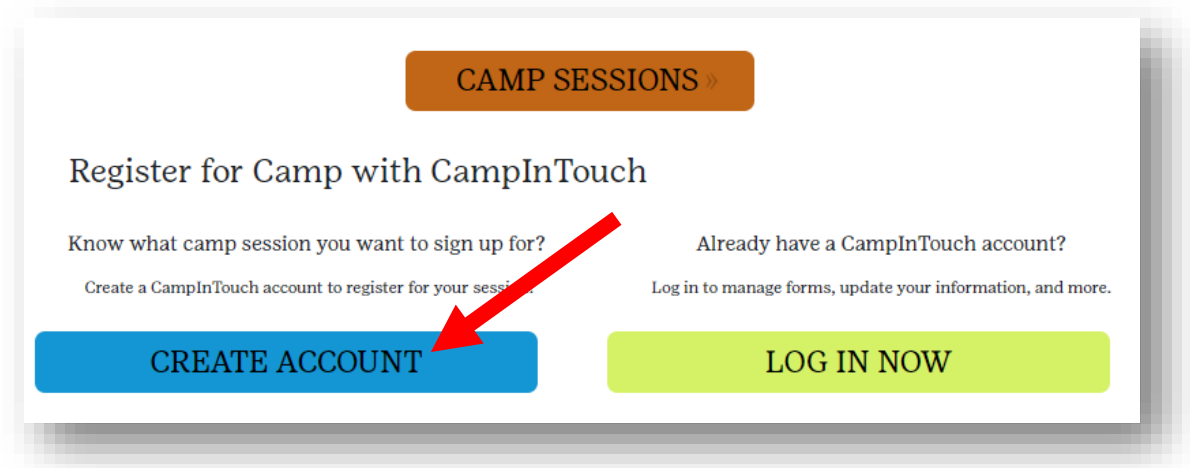 CAMP SESSIONS »
Register for Camp with CampInTouch
Know what camp session you want to sign up for?
Create a CampInTouch account to register for your session.
CREATE ACCOUNT
Already have a CampInTouch account?
Log in to manage forms, update your information, and more.
LOG IN NOW